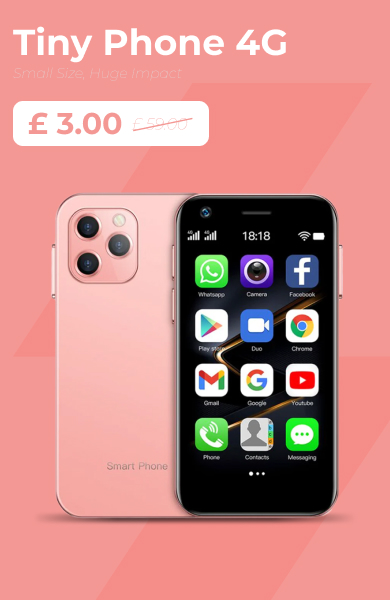 Tiny Phone 4G
Small Size, Huge Impact
£ 3.00 £ 59.00
18:18
Whatsapp Camera Facebook
Play store Duo Chrome
Gmail Google Youtube
Phone Contacts Messaging
Smart Phone